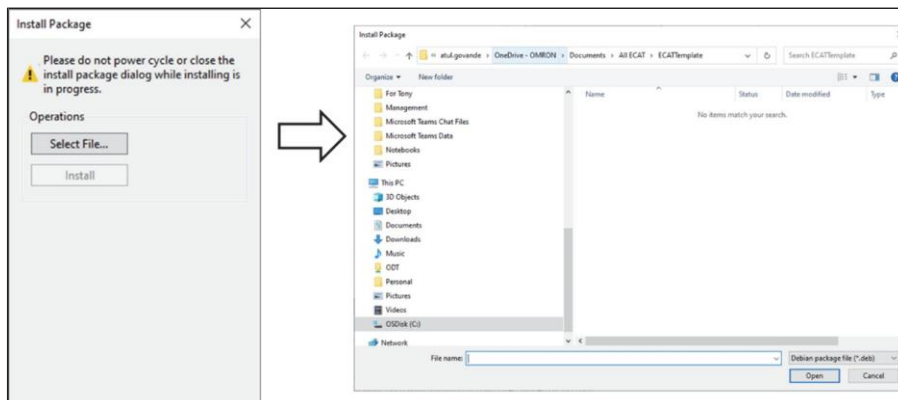 Install Package
Please do not power cycle or close the
install package dialog while installing is
in progress.
Operations
Select File...
Install
Install Package
« atul.govande › OneDrive - OMRON › Documents › All ECAT › ECATTemplate
Search ECATTemplate
Organize
New folder
For Tony
Management
Microsoft Teams Chat Files
Microsoft Teams Data
Notebooks
Pictures
This PC
3D Objects
Desktop
Documents
Downloads
Music
ODT
Personal
Pictures
Videos
OSDisk (C:)
Network
Name Status Date modified Type
No items match your search.
File name:
Debian package file (*.deb)
Open Cancel